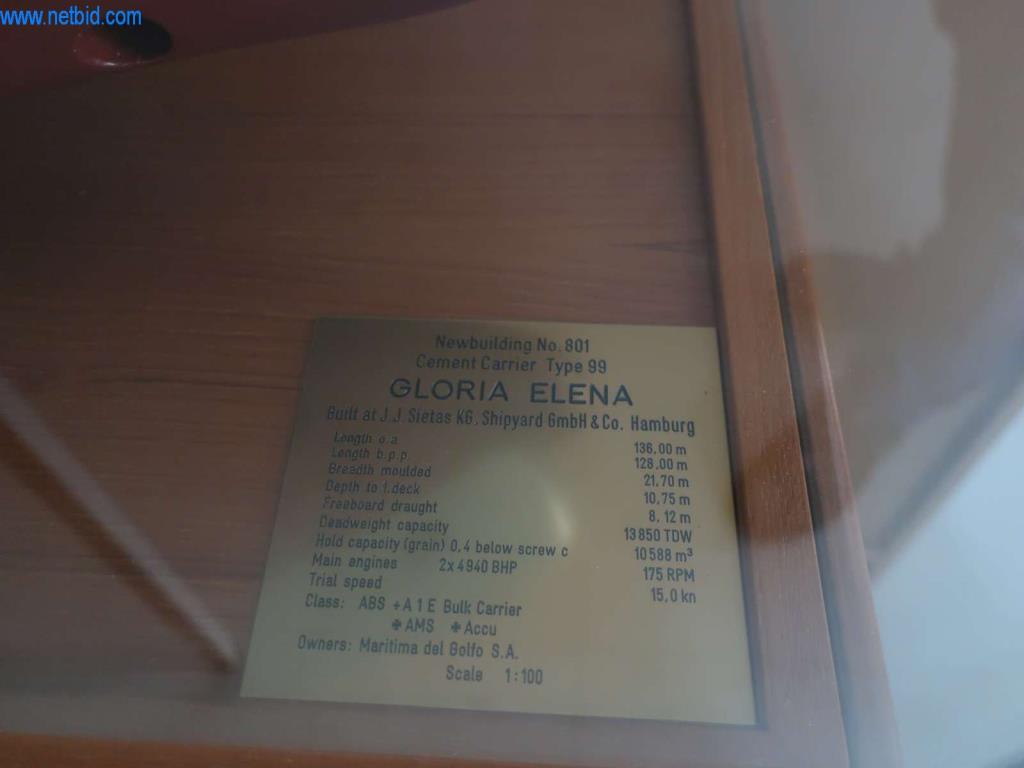 www.netbid.com
Newbuilding No. 801
Cement Carrier Type 99
GLORIA ELENA
Built at J.J. Sietas KG. Shipyard GmbH & Co. Hamburg
Length o.a 136,00 m
Length b.p.p. 128,00 m
Breadth moulded 21,70 m
Depth to 1.deck 10,75 m
Freeboard draught 8,12 m
Deadweight capacity 13850 TDW
Hold capacity (grain) 0,4 below screw c 10588 m³
Main engines 2x4940 BHP 175 RPM
Trial speed 15,0 kn
Class: ABS +A 1 E Bulk Carrier
✠ AMS ✠ Accu
Owners: Maritima del Golfo S.A.
Scale 1:100